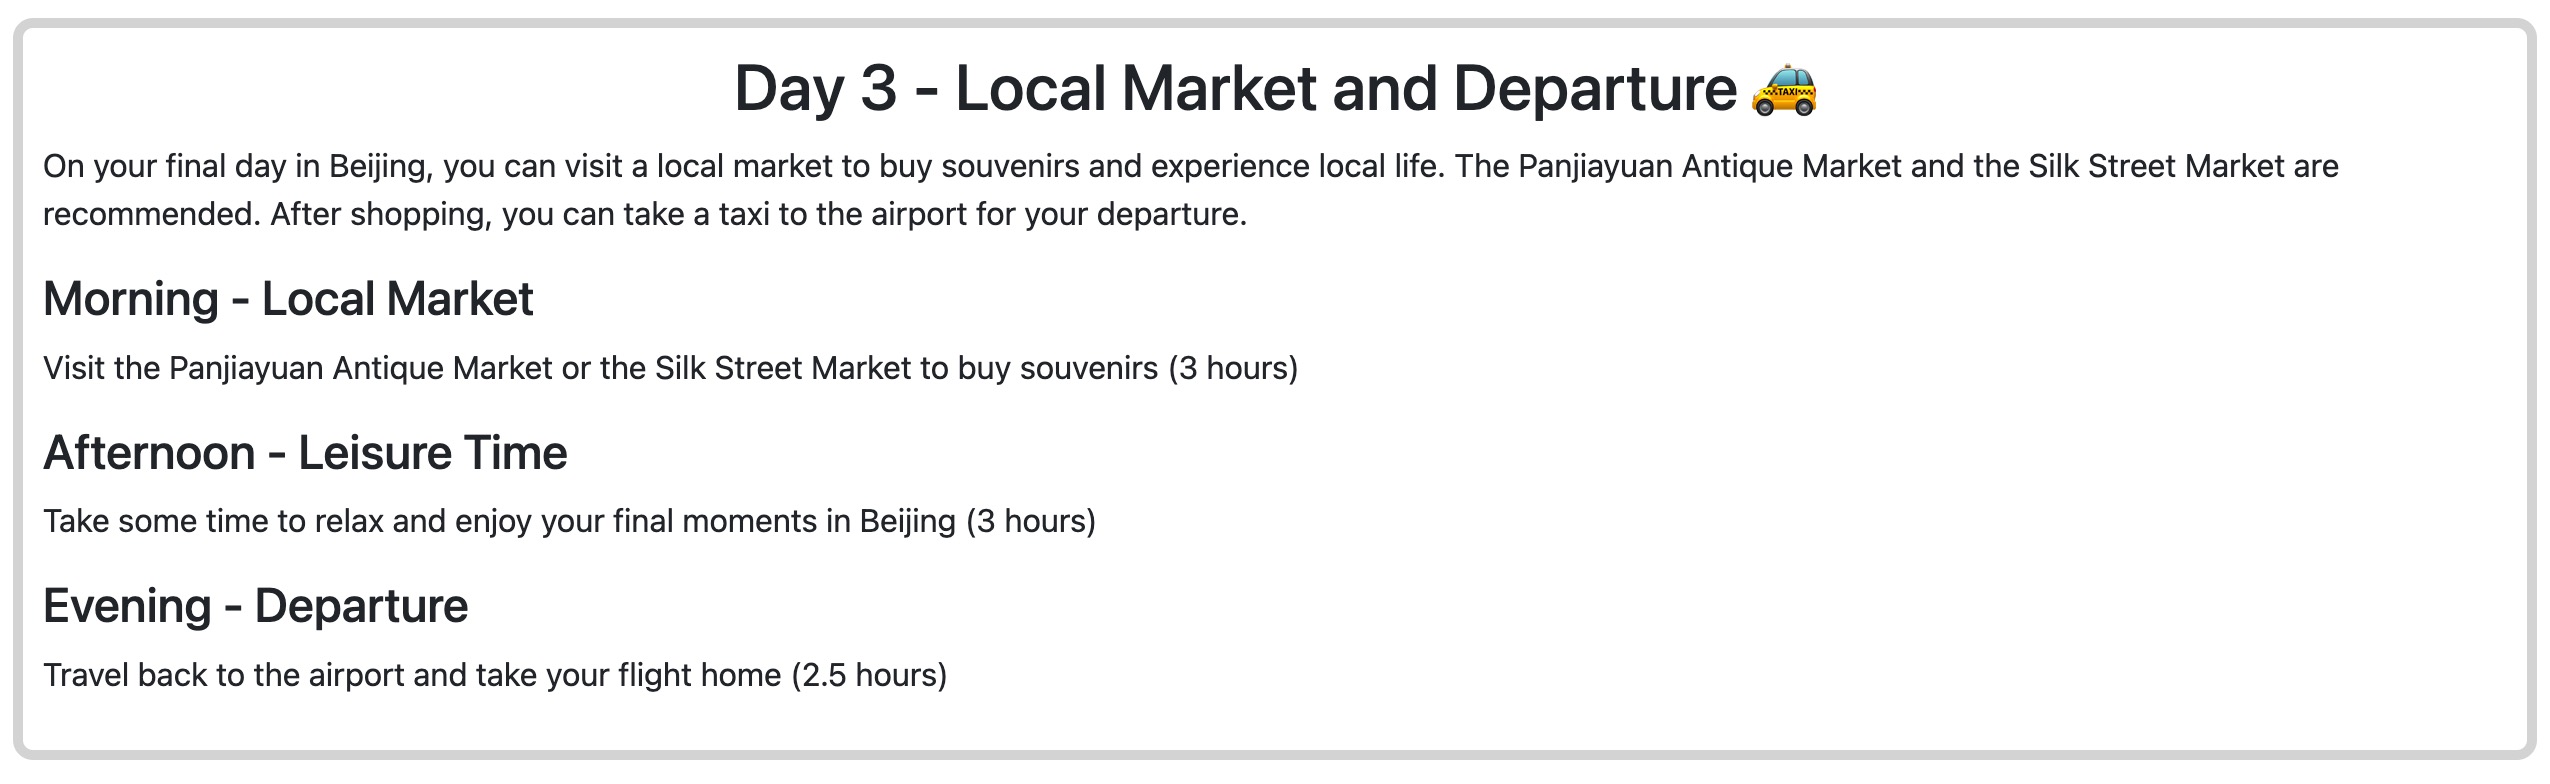 Day 3 - Local Market and Departure 🚖
On your final day in Beijing, you can visit a local market to buy souvenirs and experience local life. The Panjiayuan Antique Market and the Silk Street Market are
recommended. After shopping, you can take a taxi to the airport for your departure.
Morning - Local Market
Visit the Panjiayuan Antique Market or the Silk Street Market to buy souvenirs (3 hours)
Afternoon - Leisure Time
Take some time to relax and enjoy your final moments in Beijing (3 hours)
Evening - Departure
Travel back to the airport and take your flight home (2.5 hours)